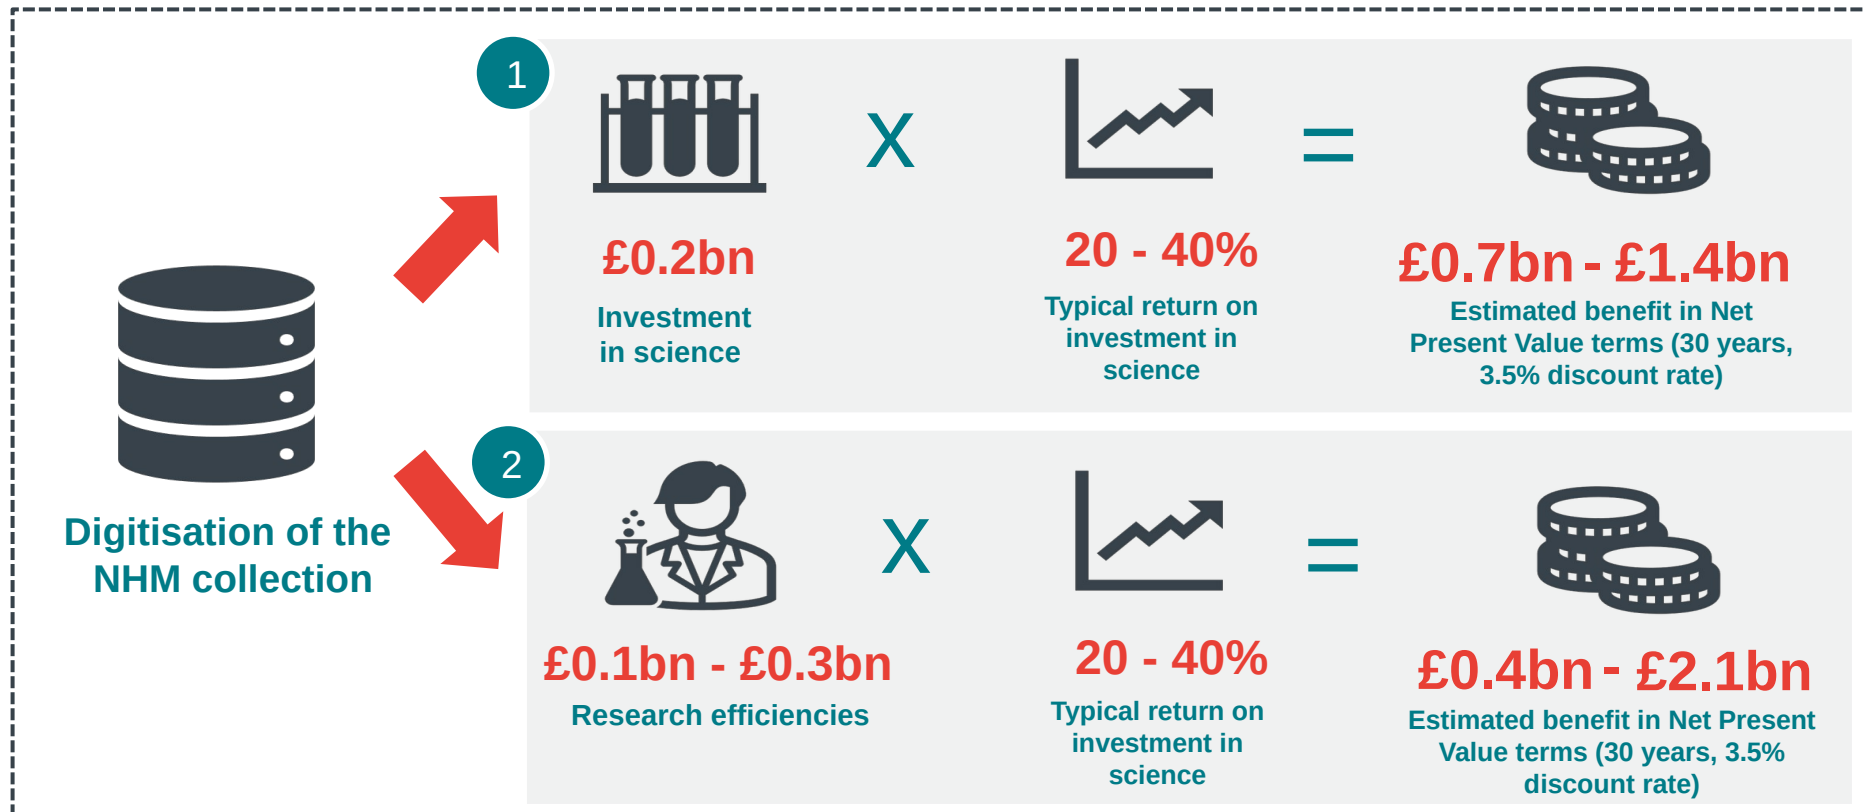 1
X
=
£0.2bn
20 - 40%
£0.7bn - £1.4bn
Investment
in science
Typical return on
investment in
science
Estimated benefit in Net
Present Value terms (30 years,
3.5% discount rate)
Digitisation of the
NHM collection
2
X
=
£0.1bn - £0.3bn
20 - 40%
£0.4bn - £2.1bn
Research efficiencies
Typical return on
investment in
science
Estimated benefit in Net Present
Value terms (30 years, 3.5%
discount rate)